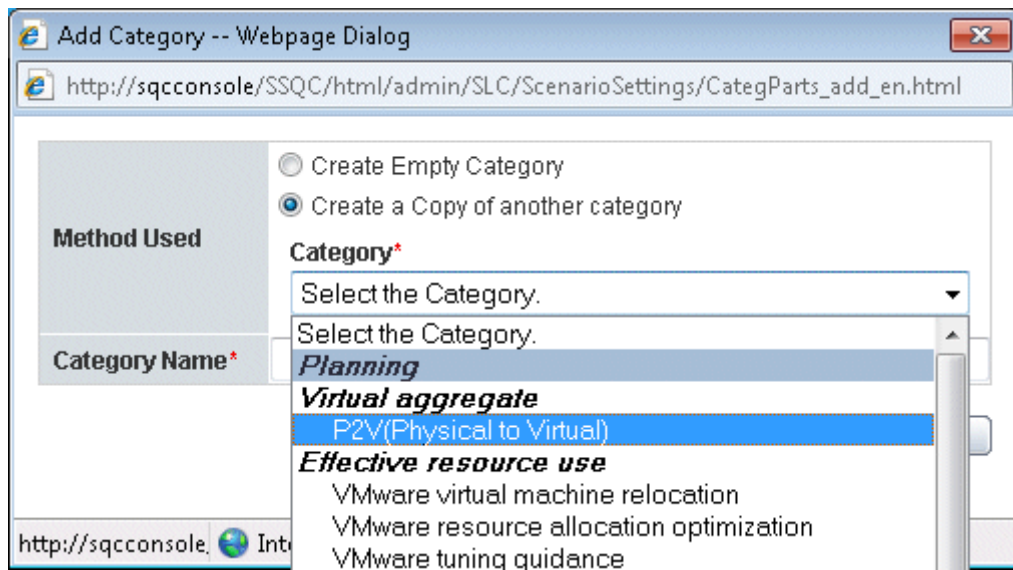 Add Category -- Webpage Dialog
http://sqcconsole/SSQC/html/admin/SLC/ScenarioSettings/CategParts_add_en.html
Create Empty Category
Create a Copy of another category
Method Used
Category*
Select the Category.
Select the Category.
Category Name*
Planning
Virtual aggregate
P2V(Physical to Virtual)
Effective resource use
VMware virtual machine relocation
VMware resource allocation optimization
http://sqcconsole
VMware tuning guidance